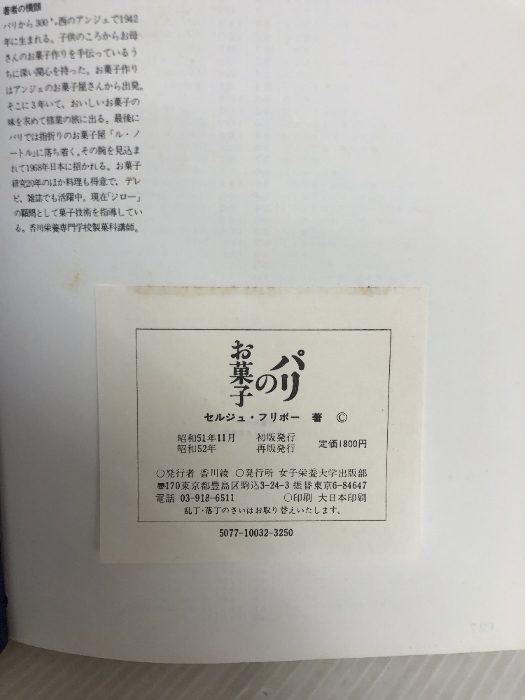 著者の横顔
パリから300㌔西のアンジェで1942
年に生まれる。子供のころからお母
さんのお菓子作りを手伝っているう
ちに深い関心を持った。お菓子作り
はアンジェのお菓子屋さんから出発。
そこに3年いて、おいしいお菓子の
味を求めて修業の旅に出る。最後に
パリでは指折りのお菓子屋「ル・ノ
ートル」に落ち着く。その腕を見込ま
れて1968年日本に招かれる。お菓子
研究20年のほか料理も得意で、テレ
ビ、雑誌でも活躍中。現在「ジロー」
の顧問として菓子技術を指導してい
る。香川栄養専門学校製菓科講師。
パリの
お菓子
セルジュ・フリボー 著 ©
昭和51年11月 初版発行
昭和52年 再版発行
定価1800円
○発行者 香川綾 ○発行所 女子栄養大学出版部
☎170東京都豊島区駒込3-24-3 振替東京6-84647
電話 03-918-6511 ○印刷 大日本印刷
乱丁・落丁のさいはお取り替えいたします。
5077-10032-3250